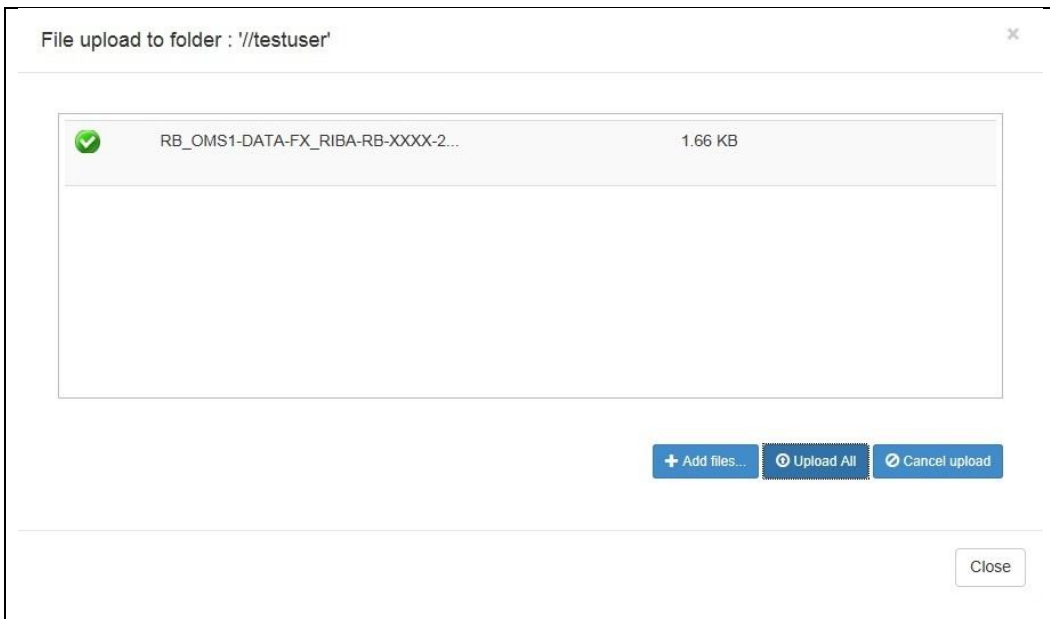 File upload to folder : '//testuser'
×
RB_OMS1-DATA-FX_RIBA-RB-XXXX-2... 1.66 KB
Add files... Upload All Cancel upload
Close